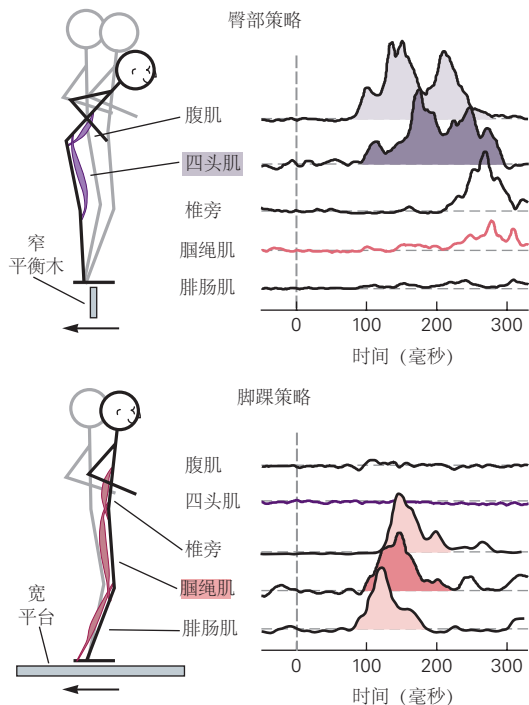 臀部策略
腹肌
四头肌
椎旁
腘绳肌
腓肠肌
窄
平衡木
0
100
200
300
时间（毫秒）
脚踝策略
腹肌
四头肌
椎旁
腘绳肌
腓肠肌
宽
平台
0
100
200
300
时间（毫秒）